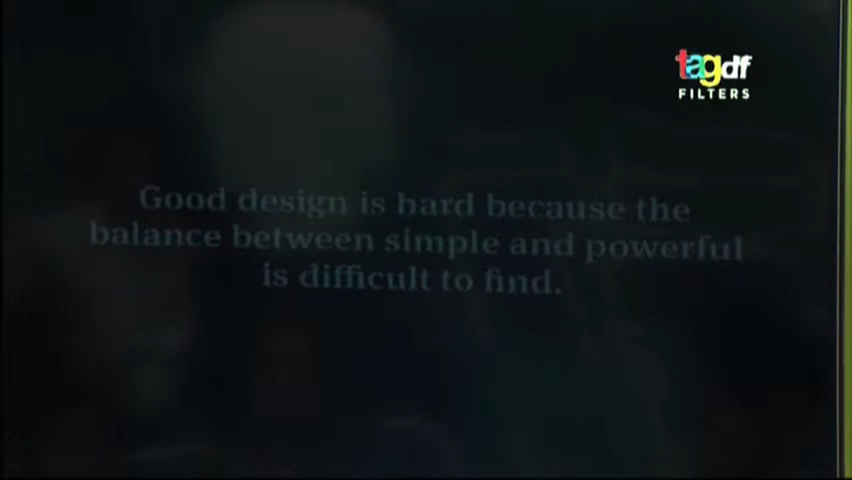 tagdf
FILTERS
Good design is hard because the
balance between simple and powerful
is difficult to find.